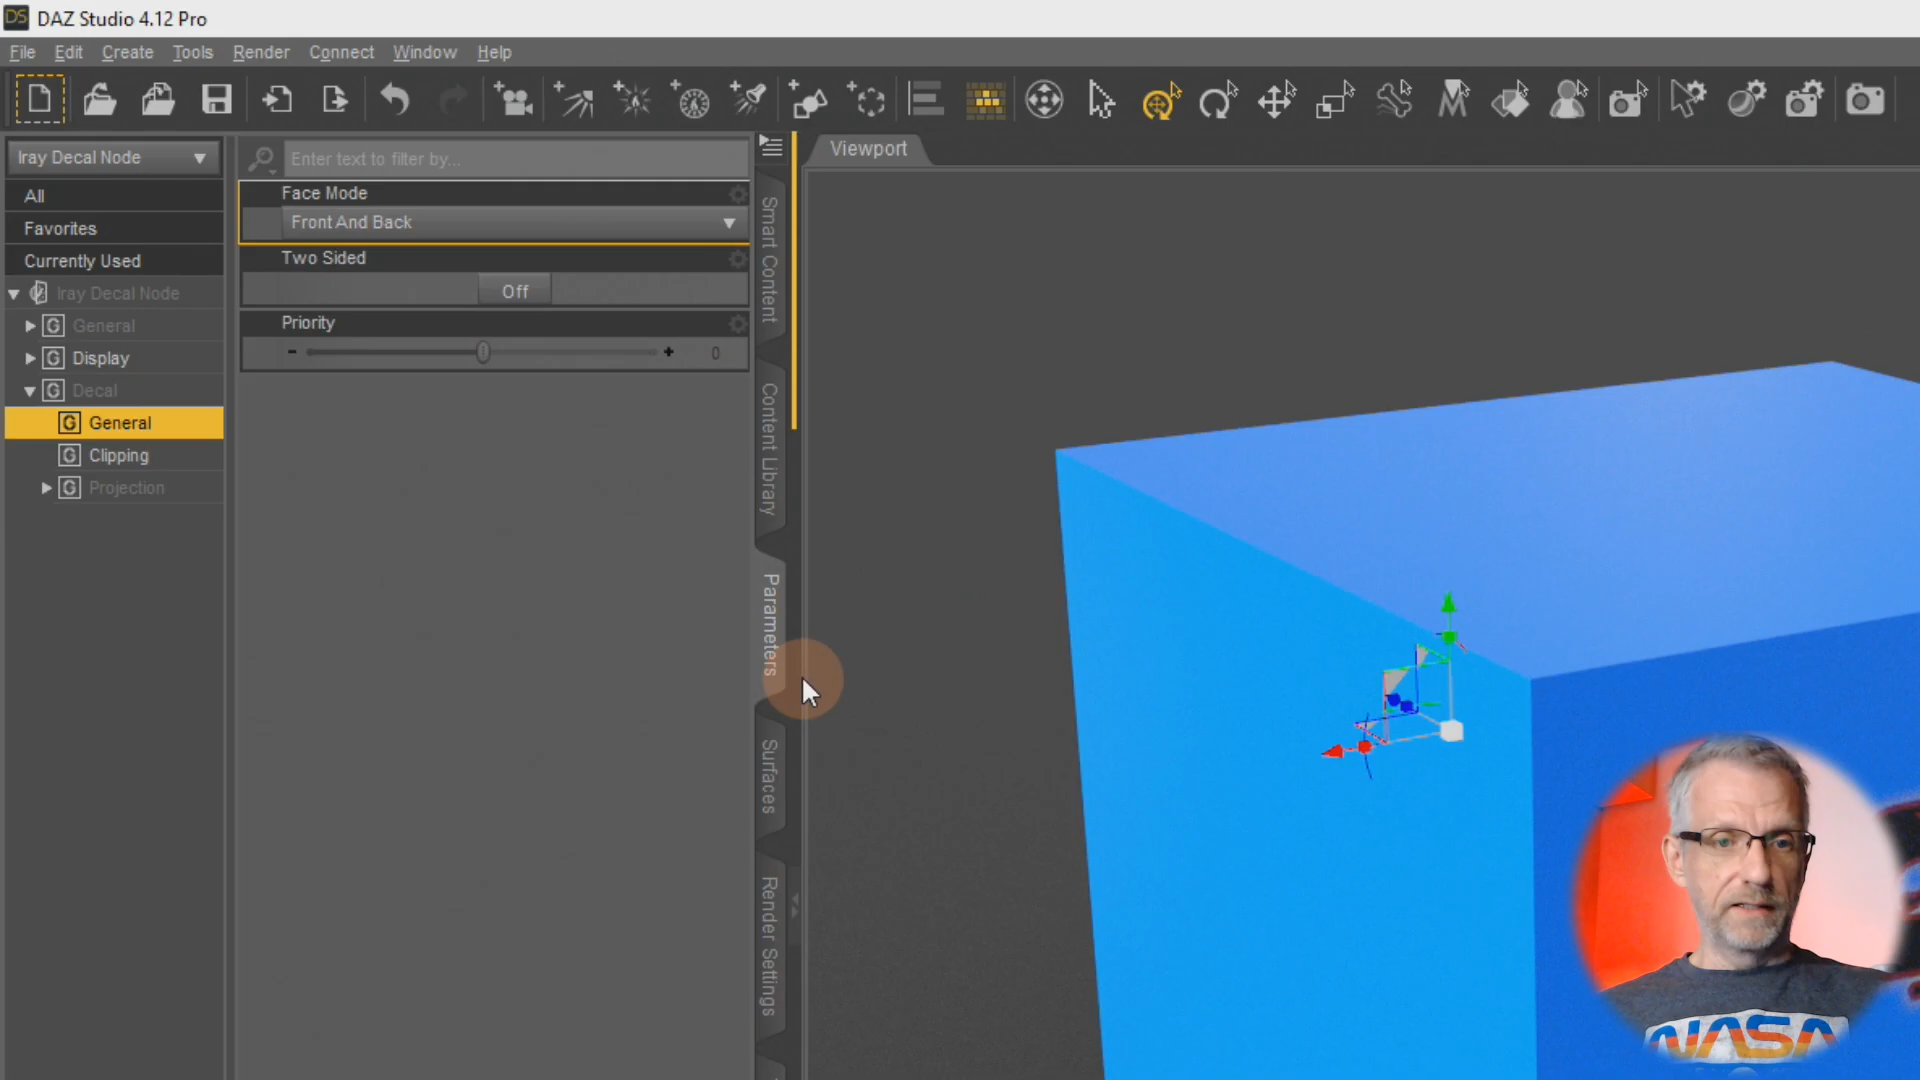 DS DAZ Studio 4.12 Pro
File Edit Create Tools Render Connect Window Help
Iray Decal Node
Enter text to filter by...
Viewport
All
Favorites
Currently Used
Iray Decal Node
G General
G Display
G Decal
G General
G Clipping
G Projection
Face Mode
Front And Back
Two Sided
Off
Priority
- + 0
Smart Content
Content Library
Parameters
Surfaces
Render Settings
NASA